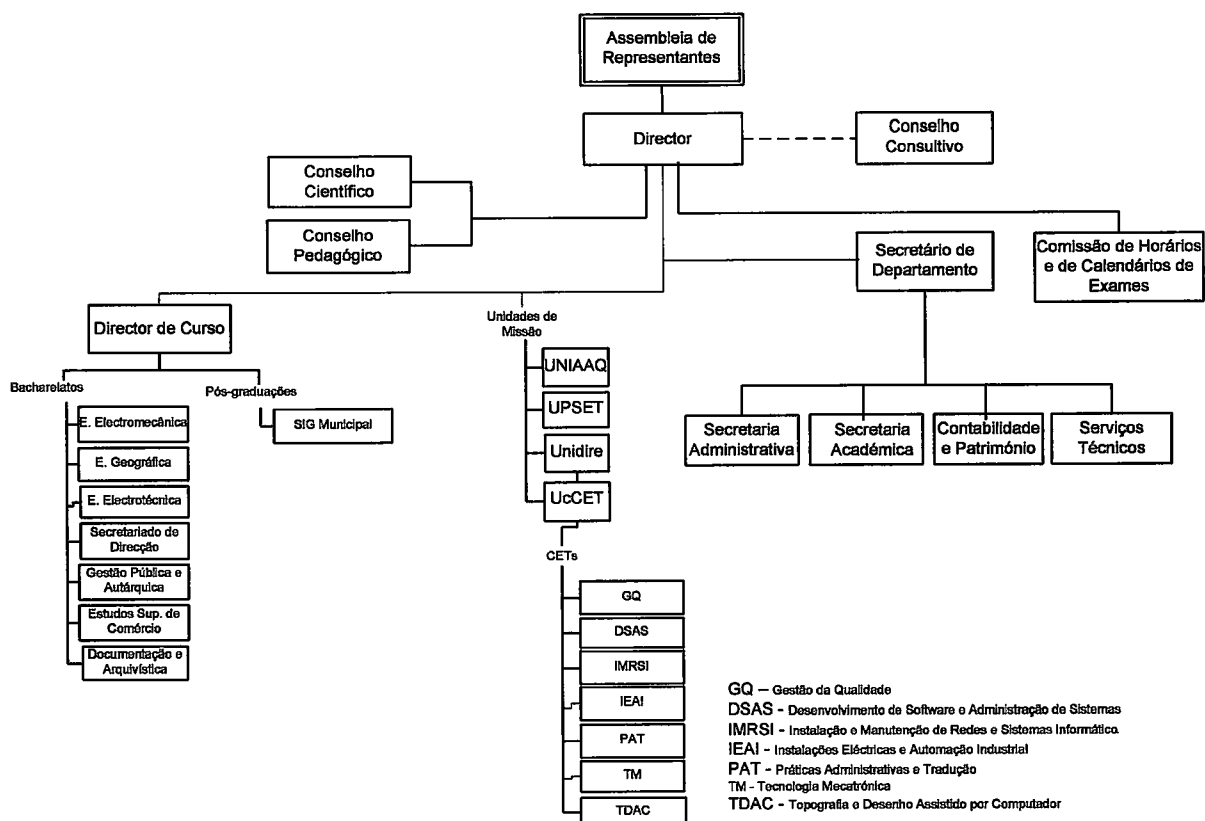 Assembleia de
Representantes
Director
Conselho
Consultivo
Conselho
Científico
Conselho
Pedagógico
Secretário de
Departamento
Comissão de Horários
e de Calendários de
Exames
Director de Curso
Unidades de
Missão
Bacharelatos
Pós-graduações
E. Electromecânica
E. Geográfica
E. Electrotécnica
Secretariado de
Direcção
Gestão Pública e
Autárquica
Estudos Sup. de
Comércio
Documentação e
Arquivística
SIG Municipal
UNIAAQ
UPSET
Unidire
UcCET
CETs
GQ
DSAS
IMRSI
IEAI
PAT
TM
TDAC
Secretaria
Administrativa
Secretaria
Académica
Contabilidade
e Património
Serviços
Técnicos
GQ – Gestão da Qualidade
DSAS - Desenvolvimento de Software e Administração de Sistemas
IMRSI - Instalação e Manutenção de Redes e Sistemas Informático.
IEAI - Instalações Eléctricas e Automação Industrial
PAT - Práticas Administrativas e Tradução
TM - Tecnologia Mecatrónica
TDAC - Topografia e Desenho Assistido por Computador